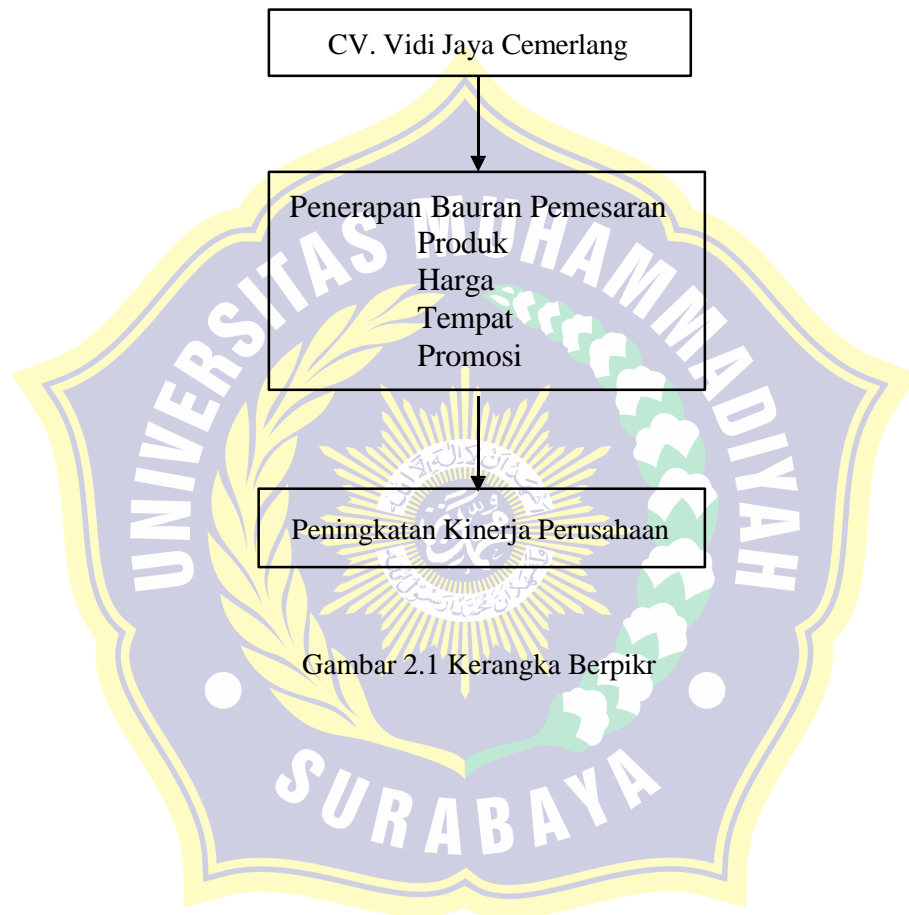 CV. Vidi Jaya Cemerlang
Penerapan Bauran Pemesaran
Produk
Harga
Tempat
Promosi
Peningkatan Kinerja Perusahaan
Gambar 2.1 Kerangka Berpikr
UNIVERSITAS MUHAMMADIYAH
SURABAYA